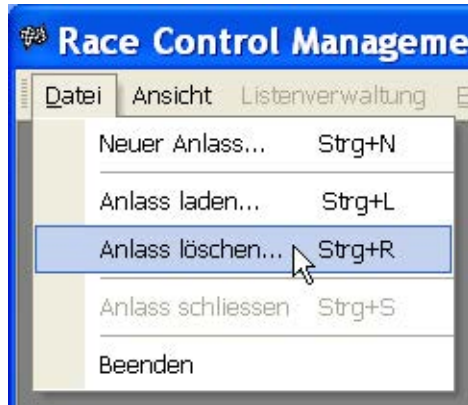 Race Control Manageme
Datei Ansicht Listenverwaltung E
Neuer Anlass... Strg+N
Anlass laden... Strg+L
Anlass löschen... Strg+R
Anlass schliessen Strg+S
Beenden